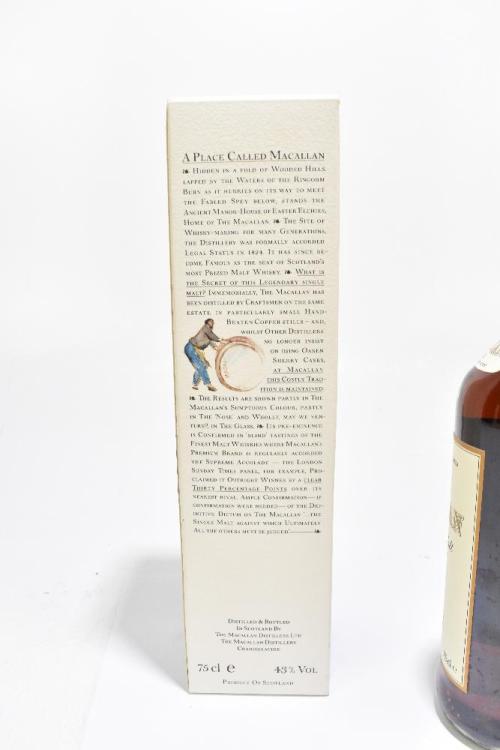 A Place Called Macallan
❧ Hidden in a fold of Wooded Hills,
lapped by the Waters of the Ringorm
Burn as it hurries on its way to meet
the Fabled Spey below, stands the
Ancient Manor-House of Easter Elchies,
Home of The Macallan. ❧ The Site of
Whisky-making for many Generations,
the Distillery was formally accorded
Legal Status in 1824. It has since be-
come Famous as the seat of Scotland's
most Prized Malt Whisky. ❧ What is
the Secret of this Legendary single
malt? Immemorially, The Macallan has
been distilled by Craftsmen on the same
estate in particularly small Hand-
Beaten Copper stills – and,
whilst Other Distillers
no longer insist
on using Oaken
Sherry Casks,
at Macallan
this Costly Trad-
ition is maintained.
❧ The Results are shown partly in The
Macallan's Sumptuous Colour, partly
in The Nose and Wholly, may we ven-
ture?, in The Glass. ❧ Its pre-eminence
is Confirmed in 'blind' tastings of the
Finest Malt Whiskies where Macallan's
Premium Brand is regularly accorded
the Supreme Accolade — the London
Sunday Times panel, for example, Pro-
claimed it Outright Winner by a clear
Thirty Percentage Points over its
nearest rival. Ample Confirmation — if
confirmation were needed — of the Def-
initive Dictum on The Macallan '...the
Single Malt against which Ultimately
All the others must be judged' ❧
Distilled & Bottled
In Scotland By
The Macallan Distillers Ltd
The Macallan Distillery
Craigellachie
75 cl e 43% Vol
Produce of Scotland